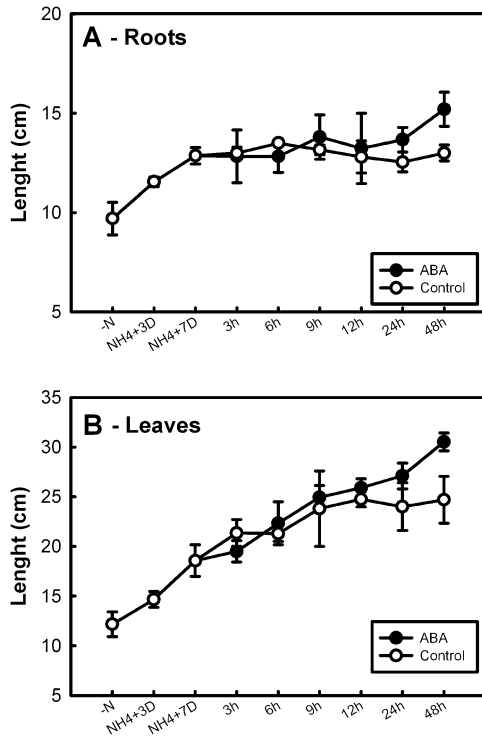 20
A - Roots
15
Lenght (cm)
10
5
ABA
Control
-N
NH4+3D
NH4+7D
3h
6h
9h
12h
24h
48h
35
B - Leaves
30
25
Lenght (cm)
20
15
10
5
ABA
Control
-N
NH4+3D
NH4+7D
3h
6h
9h
12h
24h
48h